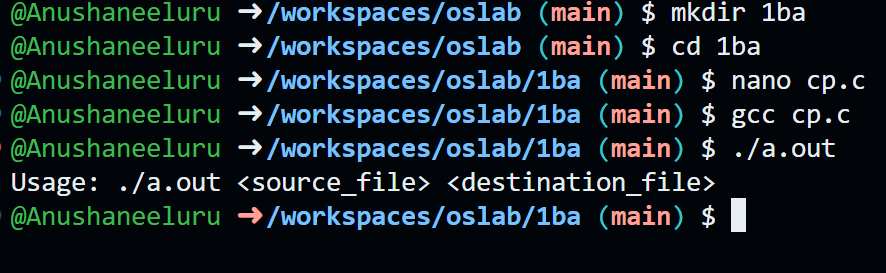 @Anushaneeluru ➜/workspaces/oslab (main) $ mkdir 1ba
@Anushaneeluru ➜/workspaces/oslab (main) $ cd 1ba
@Anushaneeluru ➜/workspaces/oslab/1ba (main) $ nano cp.c
@Anushaneeluru ➜/workspaces/oslab/1ba (main) $ gcc cp.c
@Anushaneeluru ➜/workspaces/oslab/1ba (main) $ ./a.out
Usage: ./a.out <source_file> <destination_file>
@Anushaneeluru ➜/workspaces/oslab/1ba (main) $